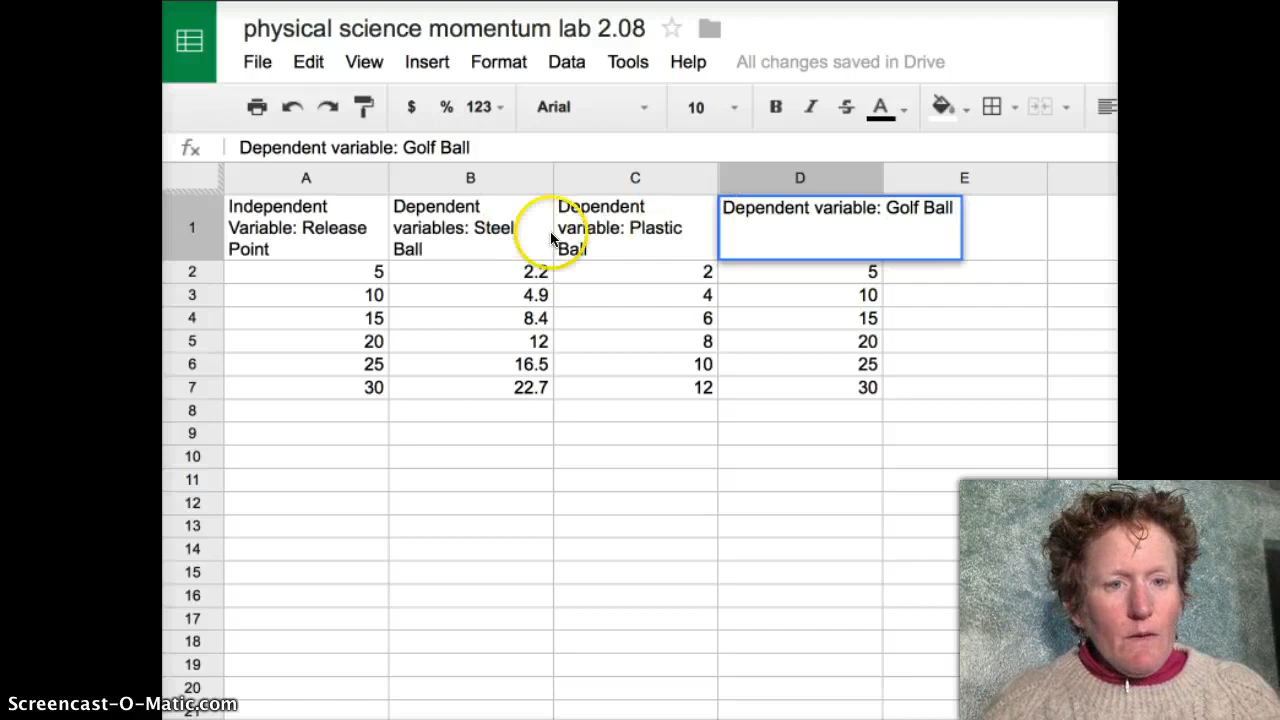 physical science momentum lab 2.08
File Edit View Insert Format Data Tools Help All changes saved in Drive
$ % 123 Arial 10 B I S A
fx Dependent variable: Golf Ball
A B C D E
1
Independent
Variable: Release
Point
Dependent
variables: Steel
Ball
Dependent
variable: Plastic
Ball
Dependent variable: Golf Ball
2 5 2.2 2 5
3 10 4.9 4 10
4 15 8.4 6 15
5 20 12 8 20
6 25 16.5 10 25
7 30 22.7 12 30
8
9
10
11
12
13
14
15
16
17
18
19
20
21
Screencast-O-Matic.com